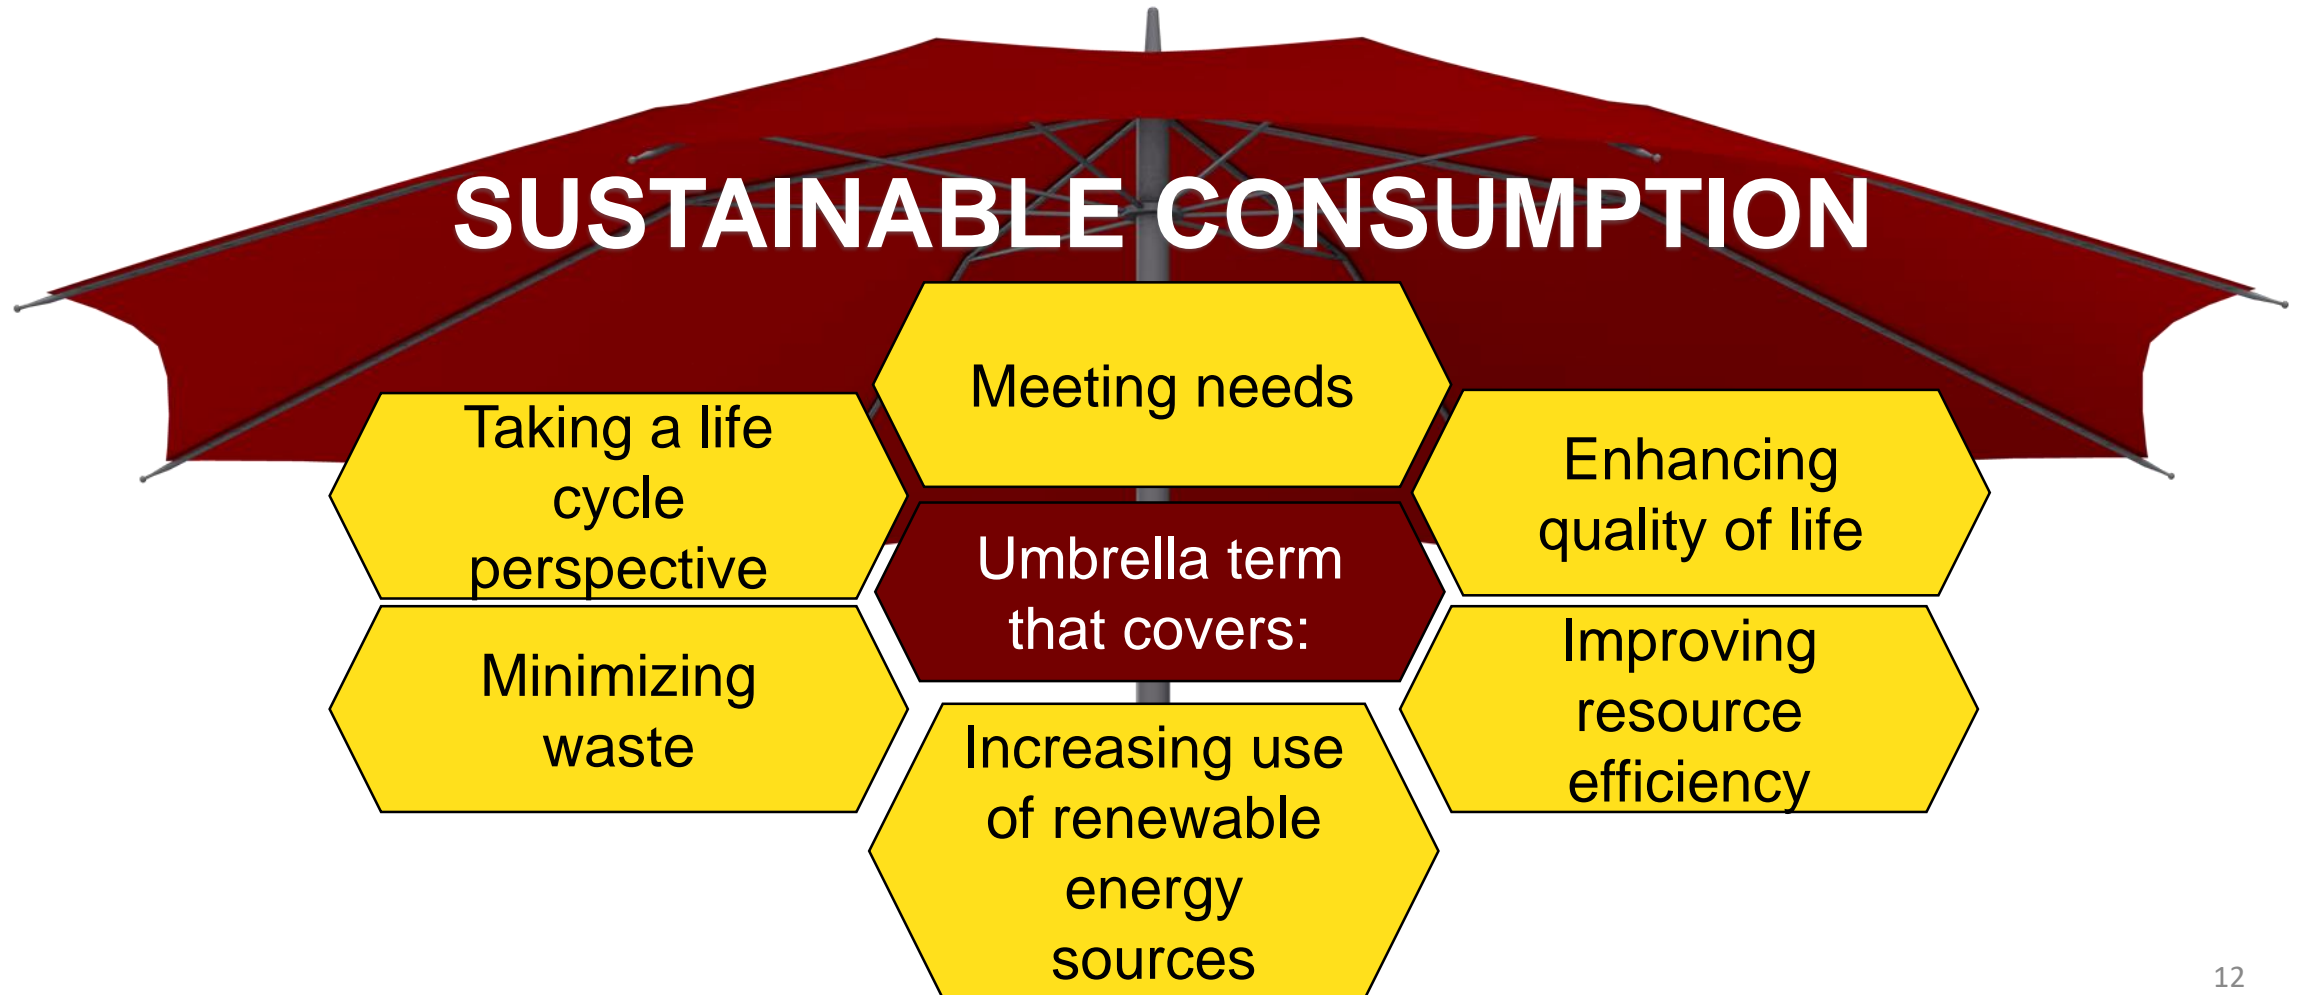 SUSTAINABLE CONSUMPTION
Meeting needs
Taking a life
cycle
perspective
Enhancing
quality of life
Umbrella term
that covers:
Minimizing
waste
Improving
resource
efficiency
Increasing use
of renewable
energy
sources
12